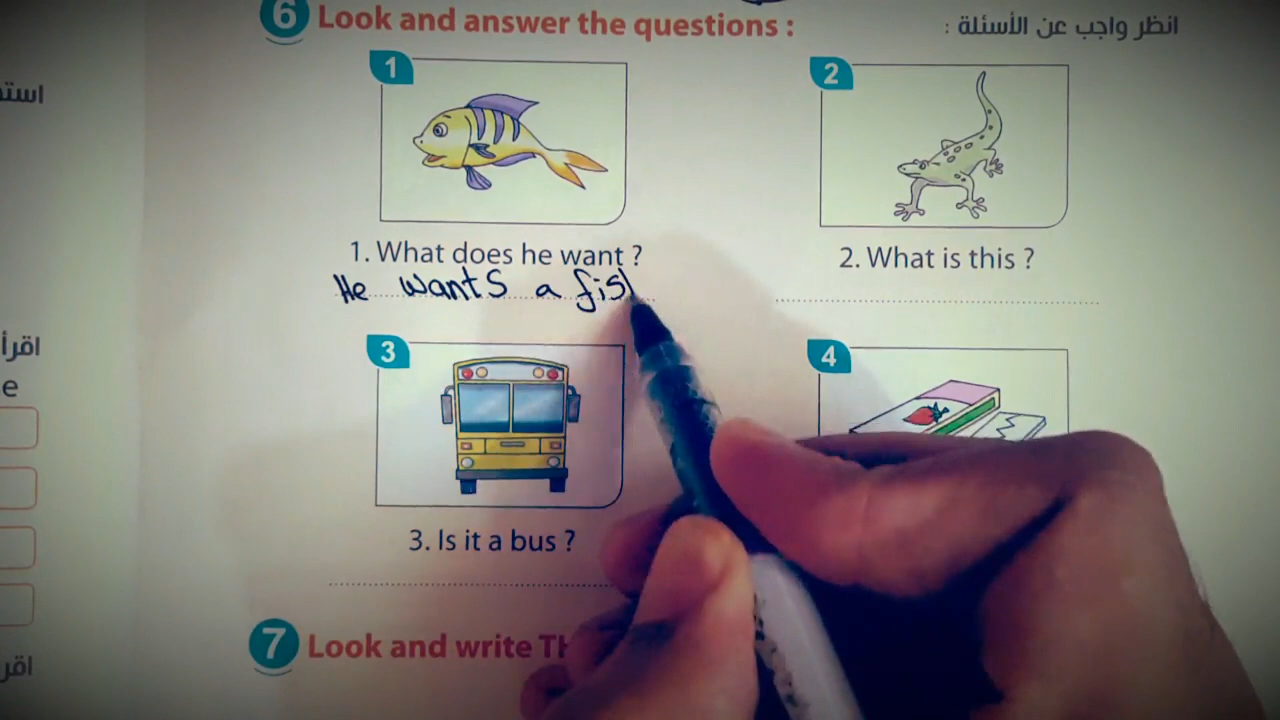 6 Look and answer the questions :
انظر واجب عن الأسئلة :
1
2
1. What does he want ?
2. What is this ?
He wants a fis
3
4
اقرأ
e
3. Is it a bus ?
7 Look and write